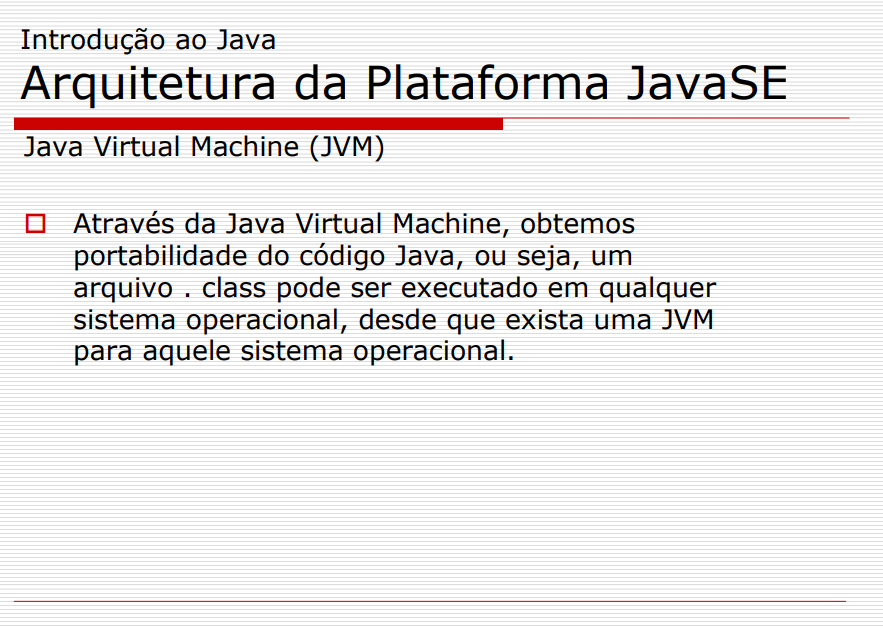 Introdução ao Java
Arquitetura da Plataforma JavaSE
Java Virtual Machine (JVM)
Através da Java Virtual Machine, obtemos
portabilidade do código Java, ou seja, um
arquivo . class pode ser executado em qualquer
sistema operacional, desde que exista uma JVM
para aquele sistema operacional.